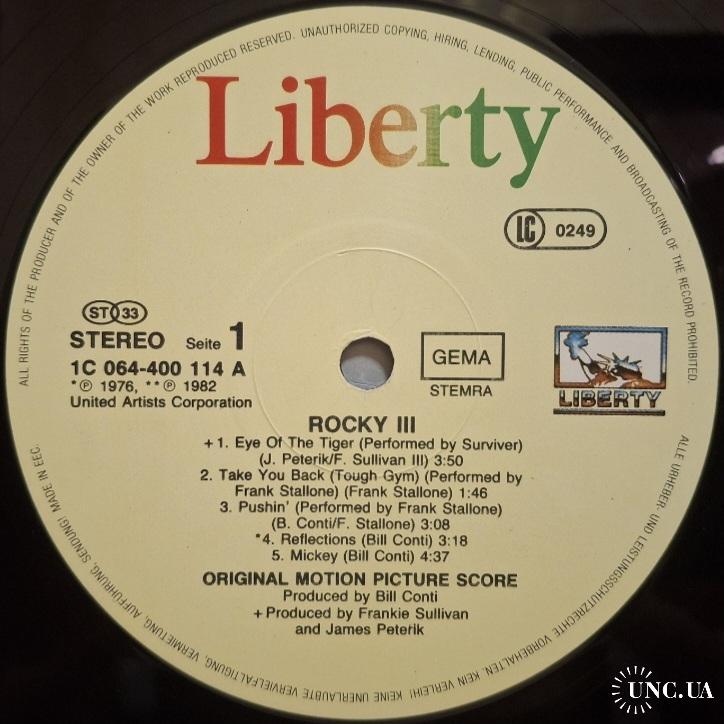 ALL RIGHTS OF THE PRODUCER AND OF THE OWNER OF THE WORK REPRODUCED RESERVED. UNAUTHORIZED COPYING, HIRING, LENDING, PUBLIC PERFORMANCE AND BROADCASTING OF THE RECORD PROHIBITED.
Liberty
LC 0249
ST 33
STEREO Seite 1
1C 064-400 114 A
*℗ 1976, **℗ 1982
United Artists Corporation
GEMA
STEMRA
LIBERTY
ROCKY III
+1. Eye Of The Tiger (Performed by Surviver)
(J. Peterik/F. Sullivan III) 3:50
2. Take You Back (Tough Gym) (Performed by
Frank Stallone) (Frank Stallone) 1:46
3. Pushin' (Performed by Frank Stallone)
(B. Conti/F. Stallone) 3:08
*4. Reflections (Bill Conti) 3:18
5. Mickey (Bill Conti) 4:37
ORIGINAL MOTION PICTURE SCORE
Produced by Bill Conti
+Produced by Frankie Sullivan
and James Peterik
ALLE URHEBER- UND LEISTUNGSSCHUTZRECHTE VORBEHALTEN. KEIN VERLEIH! KEINE UNERLAUBTE VERVIELFÄLTIGUNG, VERMIETUNG, AUFFÜHRUNG, SENDUNG! MADE IN EEC.
UNC.UA